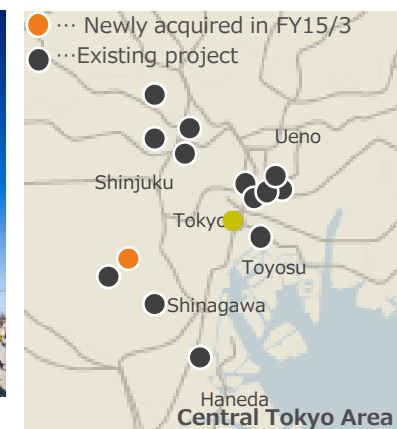 … Newly acquired in FY15/3
…Existing project
Ueno
Shinjuku
Tokyo
Toyosu
Shinagawa
Haneda
Central Tokyo Area